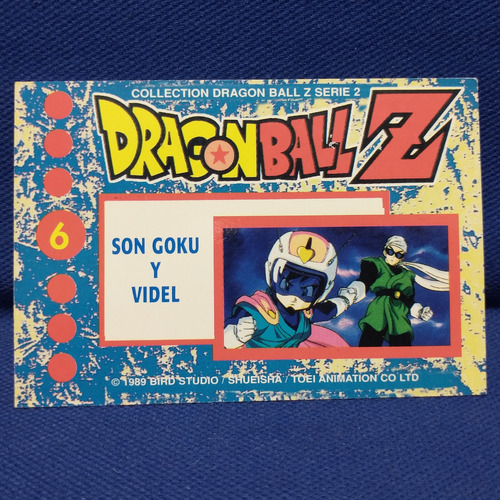 COLLECTION DRAGON BALL Z SERIE 2
DRAGON BALL Z
6
SON GOKU
Y
VIDEL
© 1989 BIRD STUDIO / SHUEISHA / TOEI ANIMATION CO LTD